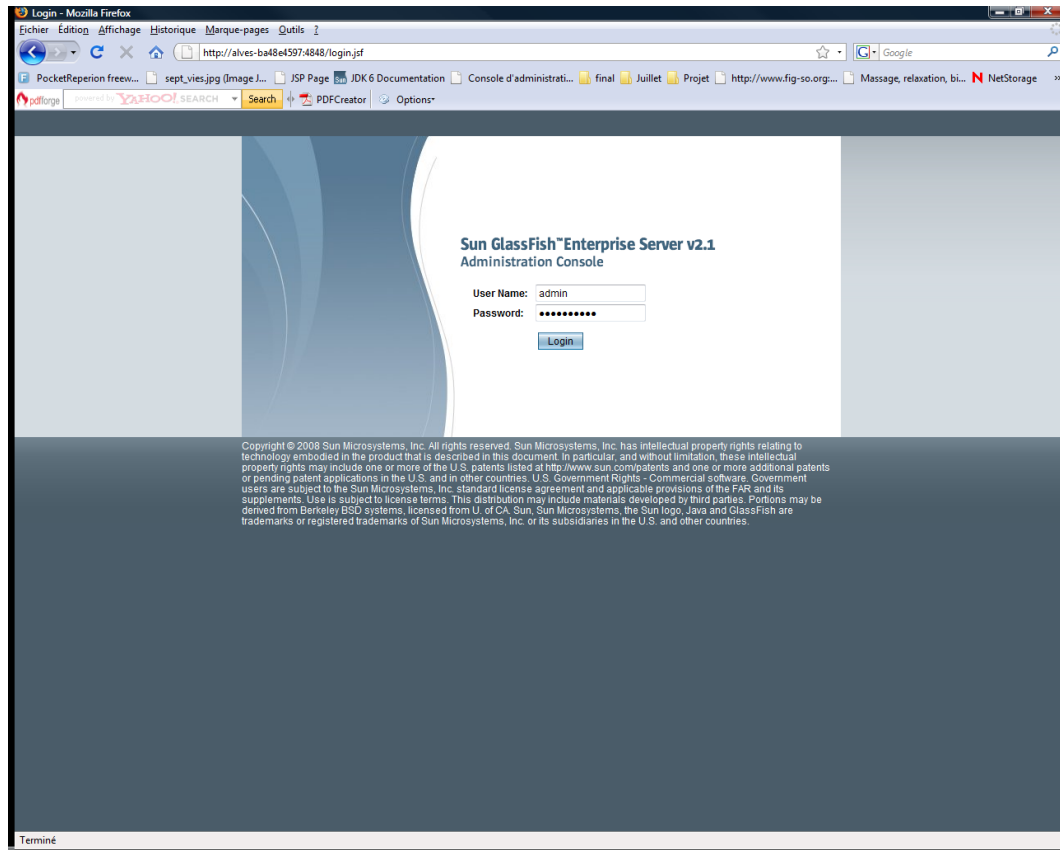 Login - Mozilla Firefox
Fichier Édition Affichage Historique Marque-pages Outils ?
http://alves-ba48e4597:4848/login.jsf
G Google
PocketReperion freew... sept_vies.jpg (Image J... JSP Page Sun JDK 6 Documentation Console d'administrati... final Juillet Projet http://www.fig-so.org:... Massage, relaxation, bi... N NetStorage »
pdfforge powered by YAHOO! SEARCH Search PDFCreator Options
Sun GlassFish™ Enterprise Server v2.1
Administration Console
User Name: admin
Password: ••••••••••
Login
Copyright © 2008 Sun Microsystems, Inc. All rights reserved. Sun Microsystems, Inc. has intellectual property rights relating to
technology embodied in the product that is described in this document. In particular, and without limitation, these intellectual
property rights may include one or more of the U.S. patents listed at http://www.sun.com/patents and one or more additional patents
or pending patent applications in the U.S. and in other countries. U.S. Government Rights - Commercial software. Government
users are subject to the Sun Microsystems, Inc. standard license agreement and applicable provisions of the FAR and its
supplements. Use is subject to license terms. This distribution may include materials developed by third parties. Portions may be
derived from Berkeley BSD systems, licensed from U. of CA. Sun, Sun Microsystems, the Sun logo, Java and GlassFish are
trademarks or registered trademarks of Sun Microsystems, Inc. or its subsidiaries in the U.S. and other countries.
Terminé